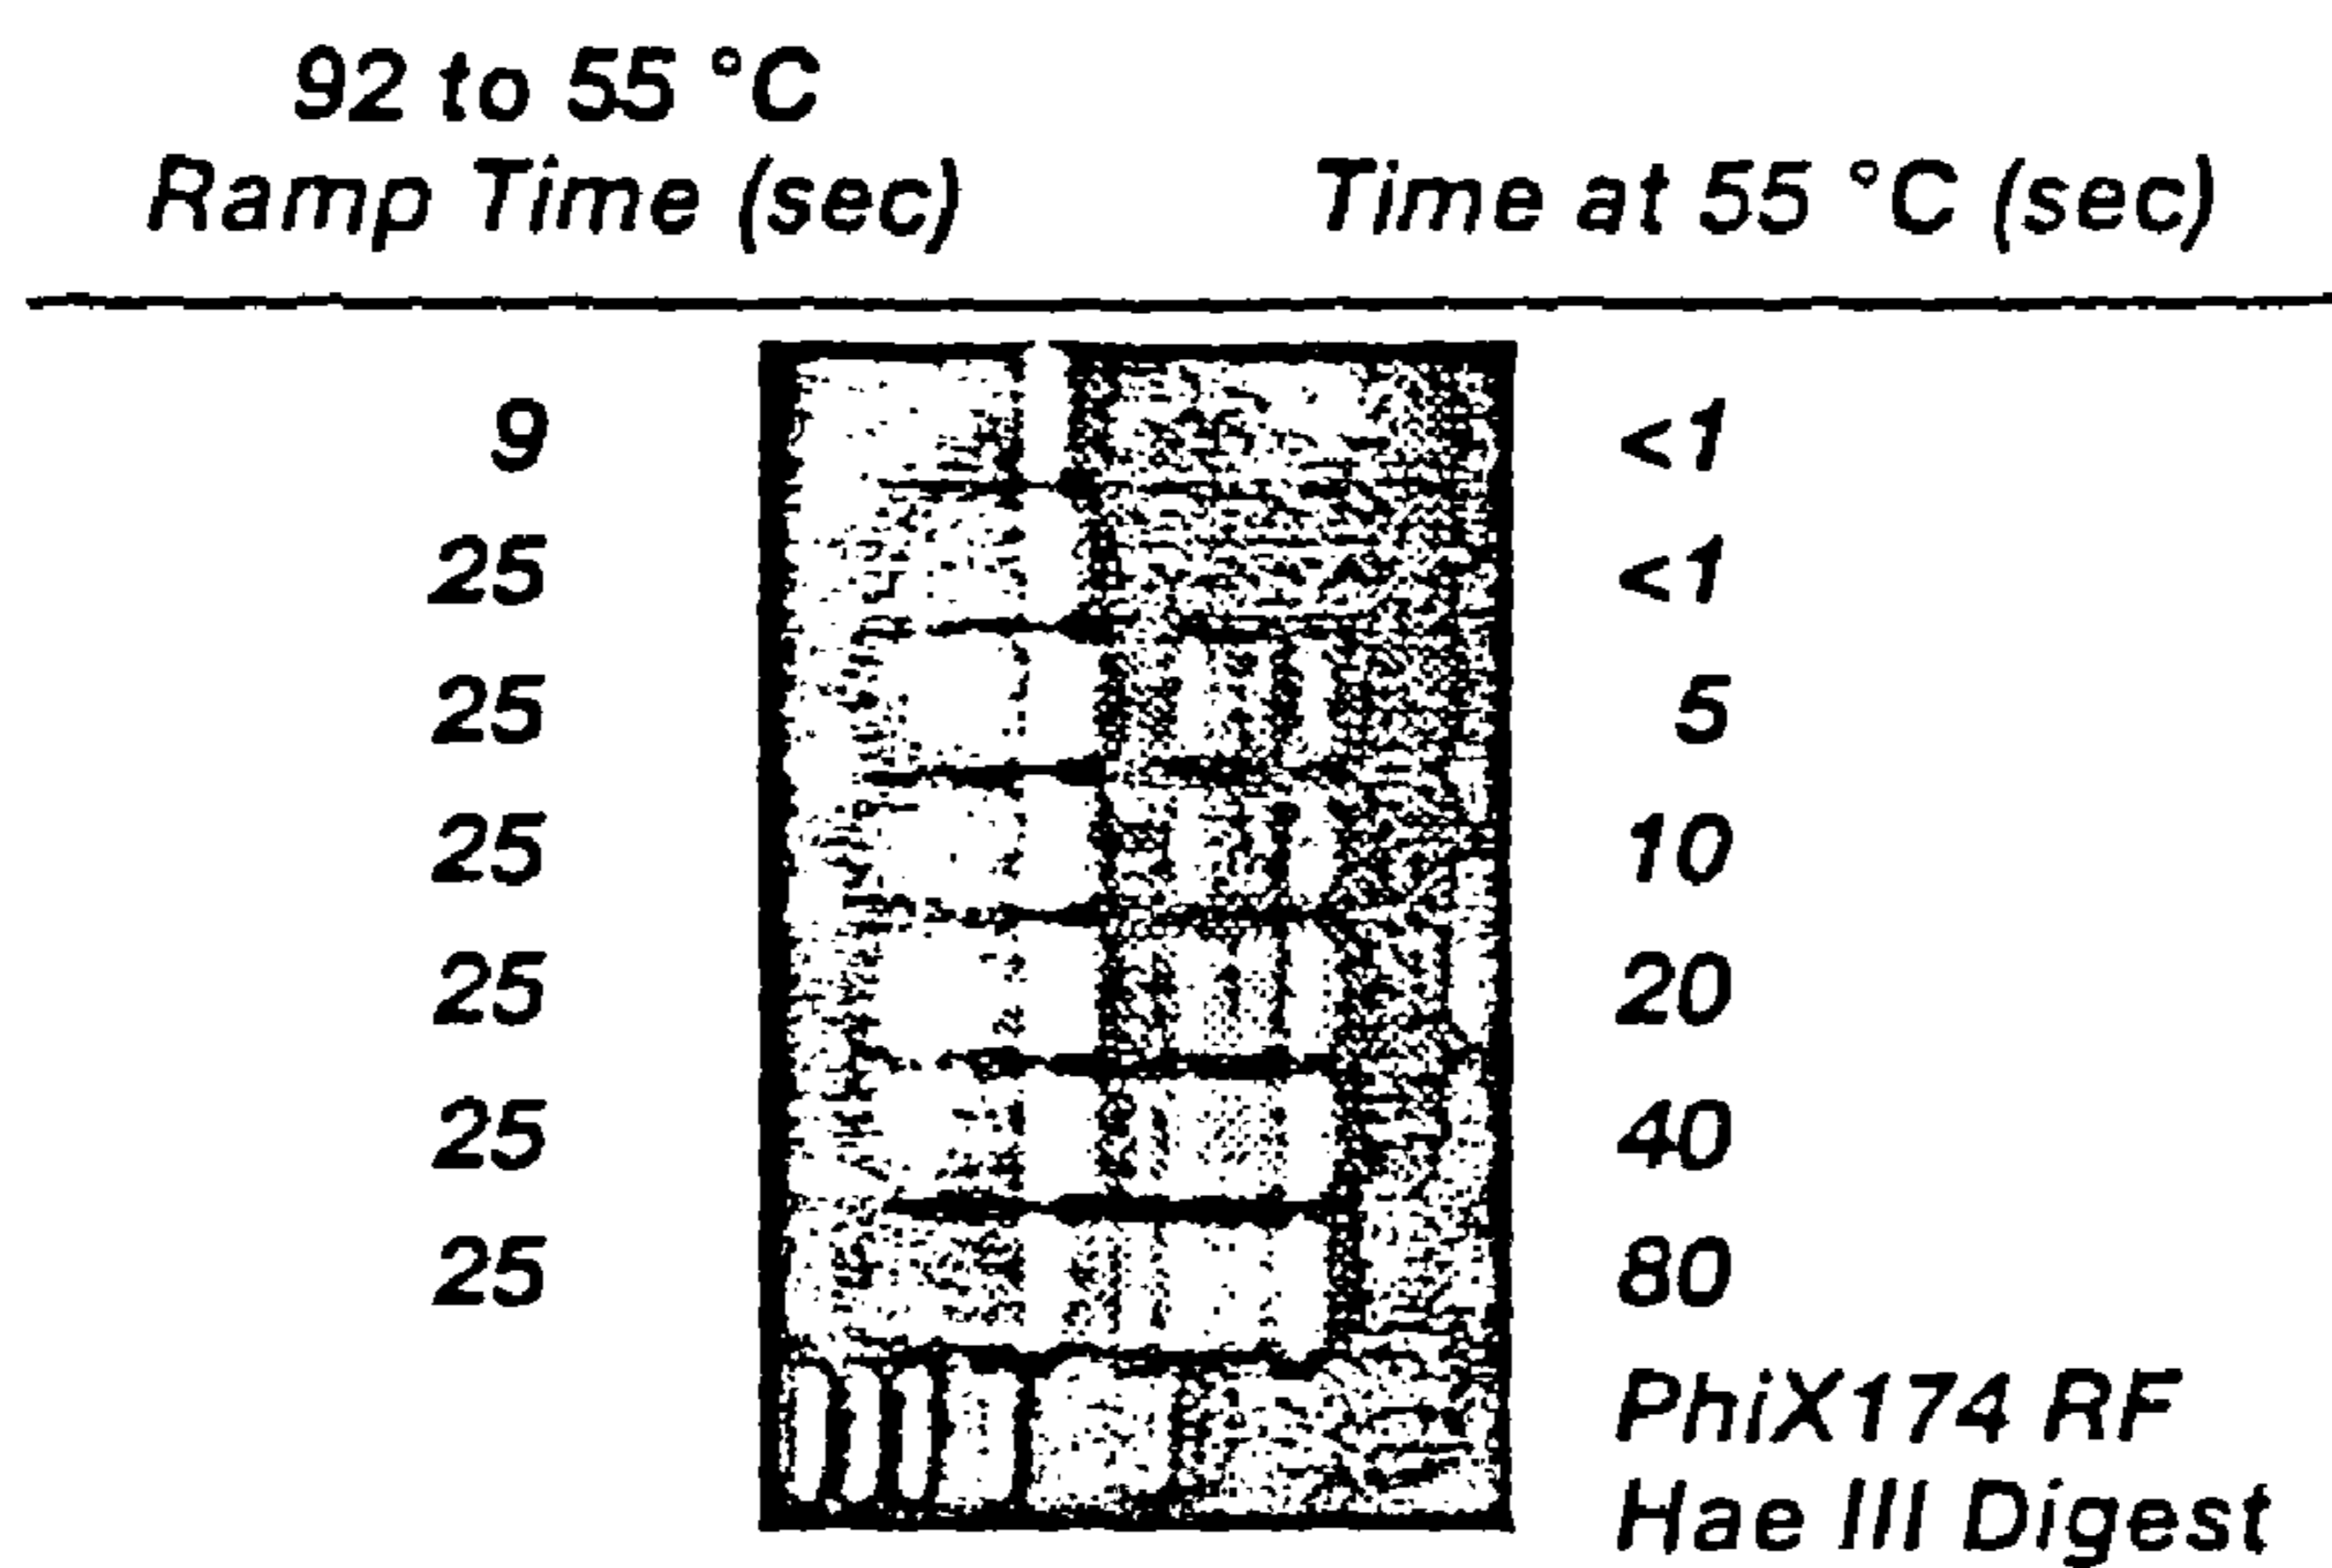 92 to 55 °C
Ramp Time (sec)
Time at 55 °C (sec)
9 <1
25 <1
25 5
25 10
25 20
25 40
25 80
PhiX174 RF
Hae III Digest